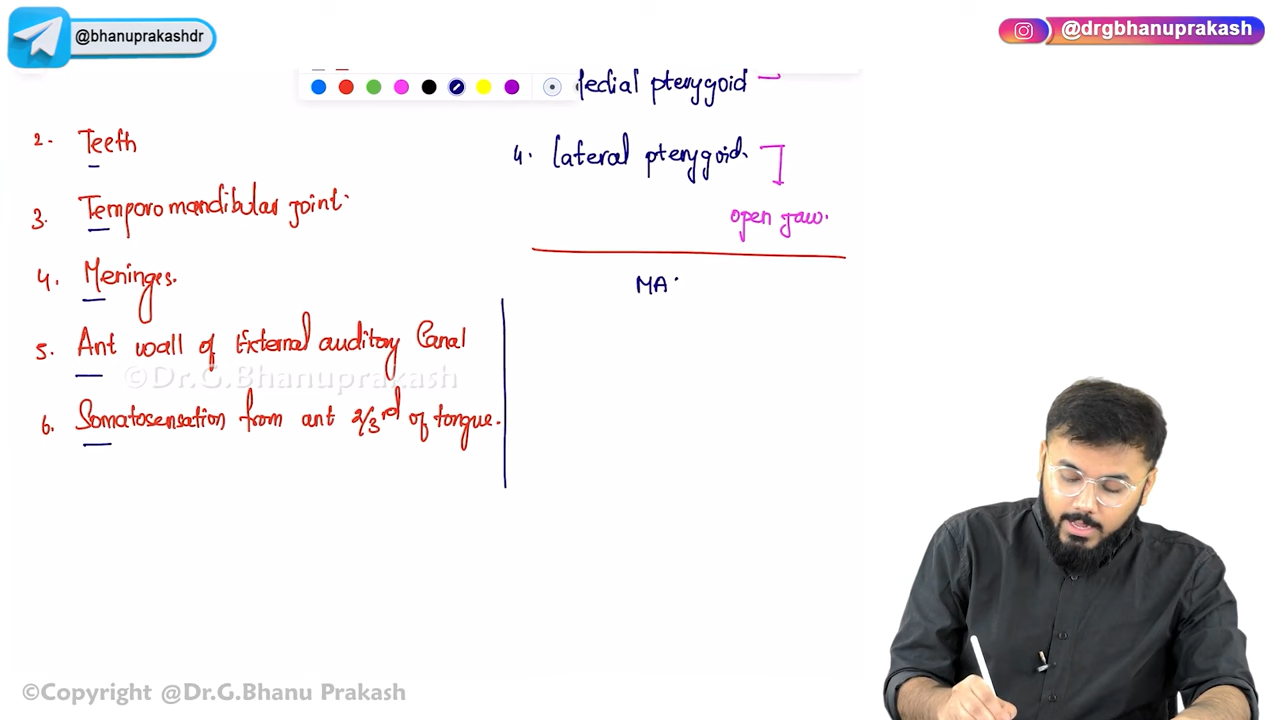 @bhanuprakashdr
@drgbhanuprakash
2. Teeth
3. Temporomandibular joint.
4. Meninges.
5. Ant wall of External auditory Canal
©Dr.G.Bhanuprakash
6. Somatosensation from ant 2/3rd of tongue.
edial pterygoid
4. Lateral pterygoid.
open jaw.
MA.
©Copyright @Dr.G.Bhanu Prakash